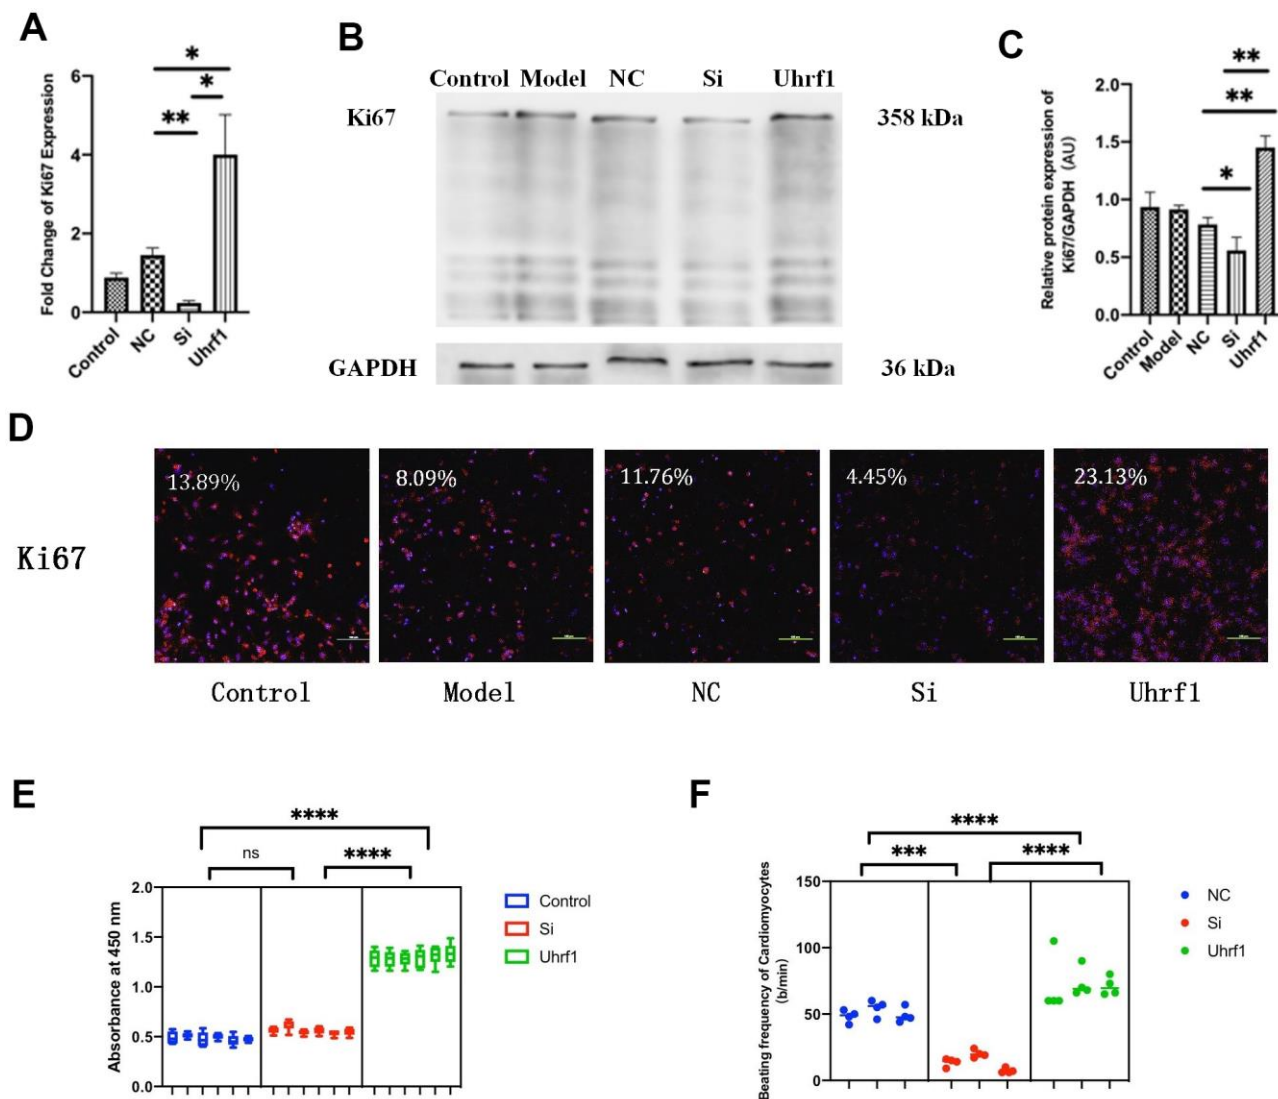 A
Fold Change of Ki67 Expression
6
4
2
0
*
*
**
Control
NC
Si
Uhrf1
B
Control Model NC Si Uhrf1
Ki67 358 kDa
GAPDH 36 kDa
C
Relative protein expression of
Ki67/GAPDH (AU)
2.0
1.5
1.0
0.5
0.0
**
**
*
Control
Model
NC
Si
Uhrf1
D
Ki67
13.89% 8.09% 11.76% 4.45% 23.13%
Control Model NC Si Uhrf1
E
****
ns
****
Absorbance at 450 nm
2.0
1.5
1.0
0.5
0.0
Control
Si
Uhrf1
F
****
***
****
Beating frequency of Cardiomyocytes
(b/min)
150
100
50
0
NC
Si
Uhrf1